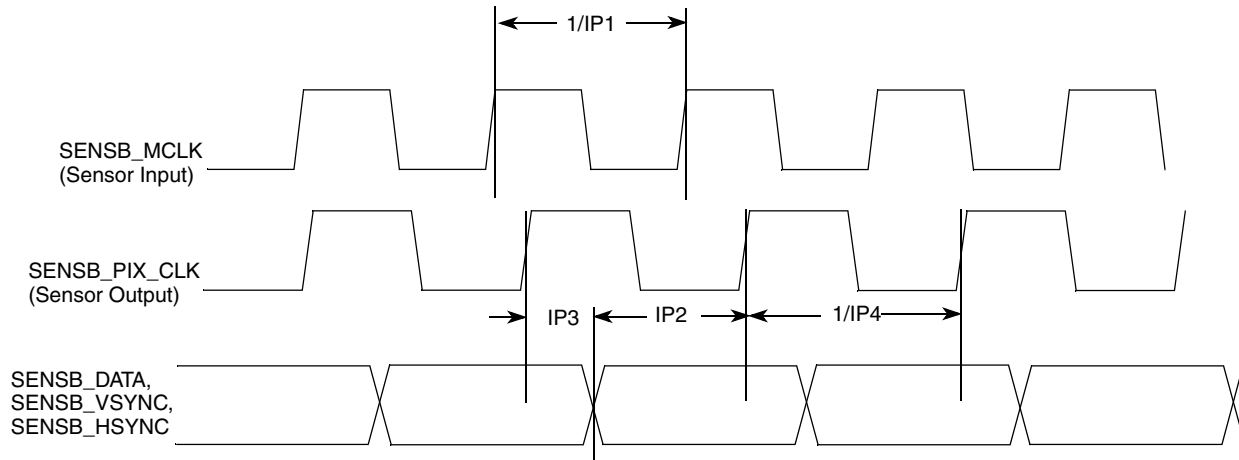 1/IP1
SENSB_MCLK
(Sensor Input)
SENSB_PIX_CLK
(Sensor Output)
IP3
IP2
1/IP4
SENSB_DATA,
SENSB_VSYNC,
SENSB_HSYNC